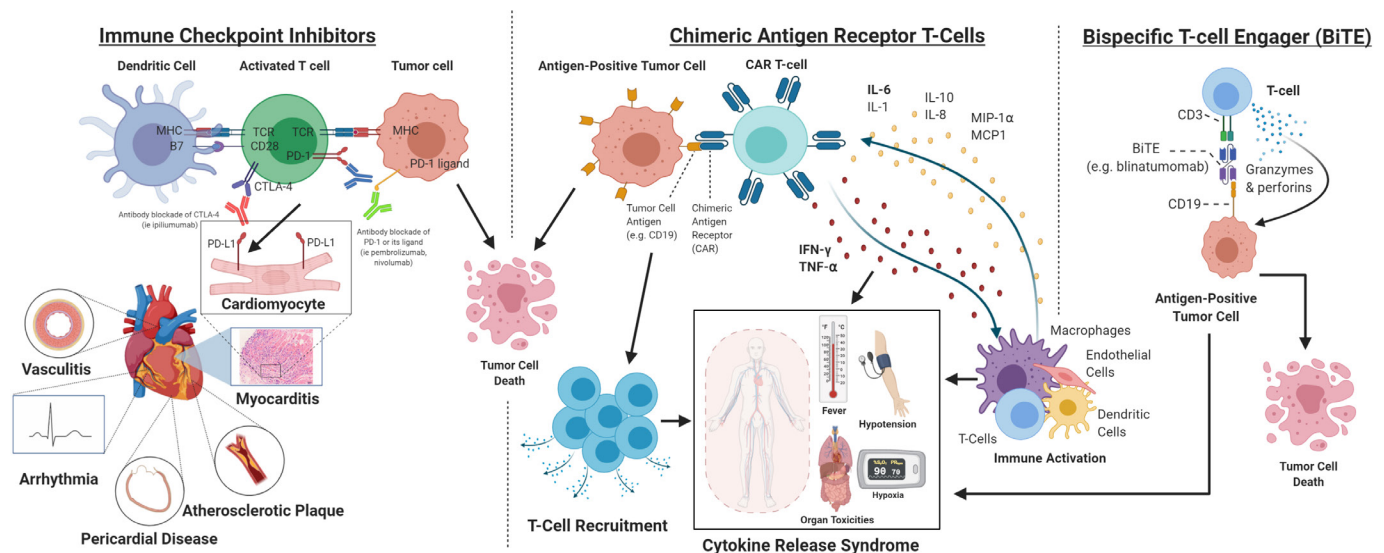 Immune Checkpoint Inhibitors
Dendritic Cell
Activated T cell
Tumor cell
MHC
TCR
TCR
MHC
B7
CD28
PD-1
PD-1 ligand
CTLA-4
Antibody blockade of CTLA-4
(ie ipiliumumab)
Antibody blockade of
PD-1 or its ligand
(ie pembrolizumab,
nivolumab)
PD-L1
PD-L1
Cardiomyocyte
Vasculitis
Myocarditis
Arrhythmia
Atherosclerotic Plaque
Pericardial Disease
Tumor Cell
Death
Chimeric Antigen Receptor T-Cells
Antigen-Positive Tumor Cell
CAR T-cell
IL-6
IL-1
IL-10
IL-8
MIP-1α
MCP1
Tumor Cell
Antigen
(e.g. CD19)
Chimeric
Antigen
Receptor
(CAR)
IFN-γ
TNF-α
Macrophages
Endothelial
Cells
Dendritic
Cells
T-Cells
Immune Activation
°F
°C
Fever
Hypotension
90
70
Hypoxia
Organ Toxicities
T-Cell Recruitment
Cytokine Release Syndrome
Bispecific T-cell Engager (BiTE)
T-cell
CD3
BiTE
(e.g. blinatumomab)
Granzymes
& perforins
CD19
Antigen-Positive
Tumor Cell
Tumor Cell
Death